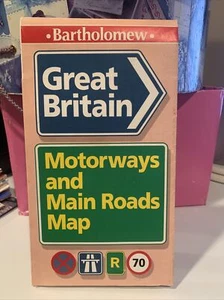 • Bartholomew •
Great
Britain
Motorways
and
Main Roads
Map
R
70